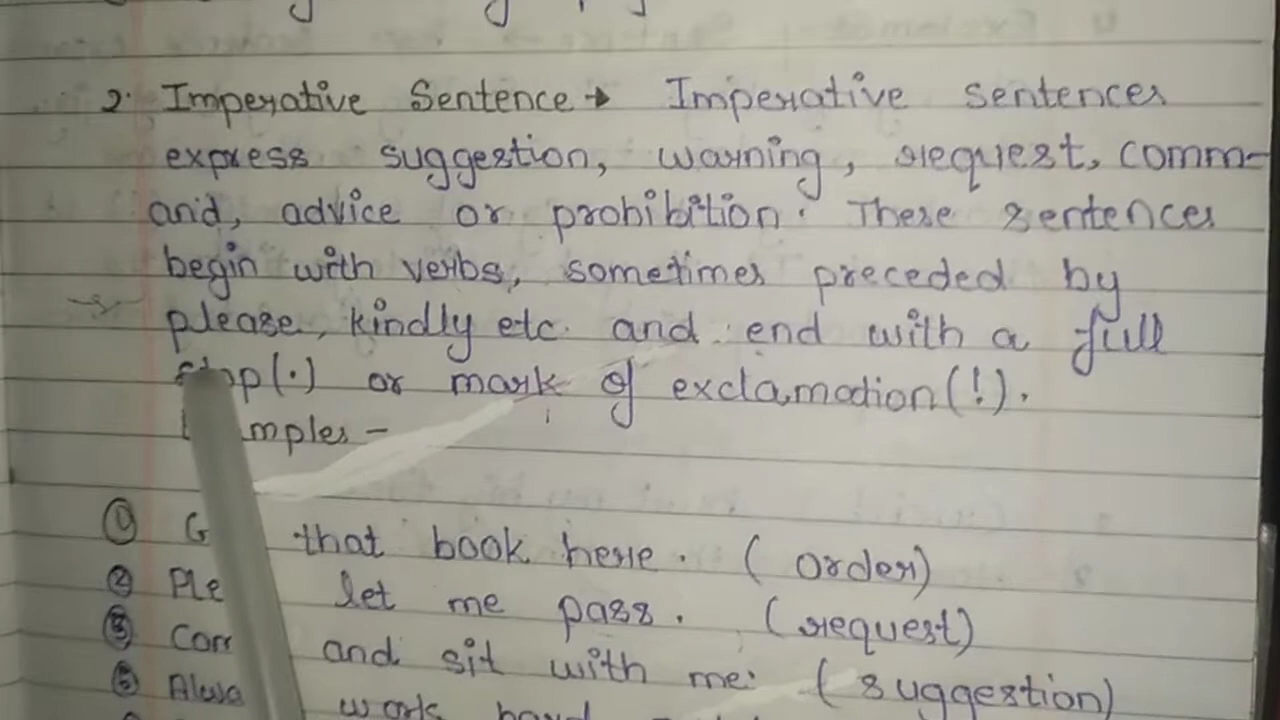 2. Imperative Sentence → Imperative sentences
express suggestion, warning, request, comm-
and, advice or prohibition. These sentences
begin with verbs, sometimes preceded by
please, kindly etc. and end with a full
stop(.) or mark of exclamation(!).
mples -
① G that book here. (order)
② Ple let me pass. (request)
③ Com and sit with me. (suggestion)
⑤ Alwa work hard